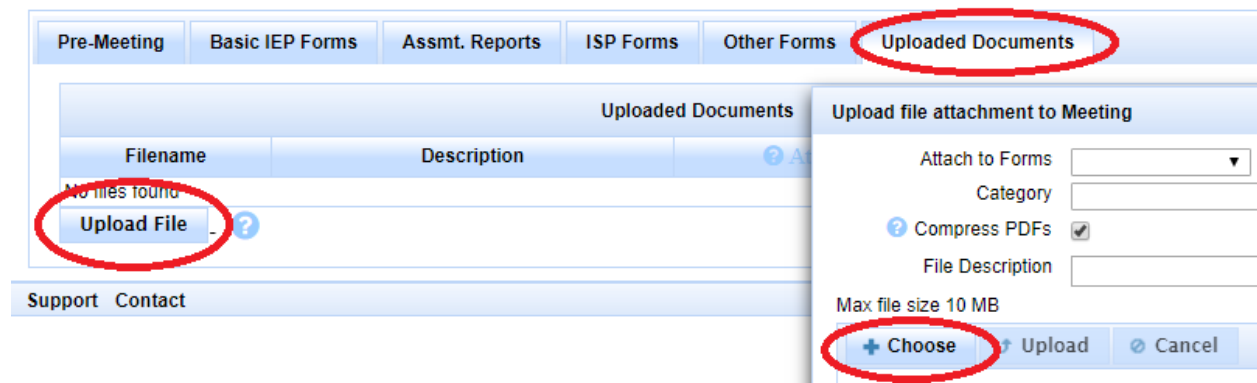 Pre-Meeting Basic IEP Forms Assmt. Reports ISP Forms Other Forms Uploaded Documents
Uploaded Documents
Filename Description
No files found
Upload File
Support Contact
Upload file attachment to Meeting
Attach to Forms
Category
Compress PDFs
File Description
Max file size 10 MB
Choose Upload Cancel